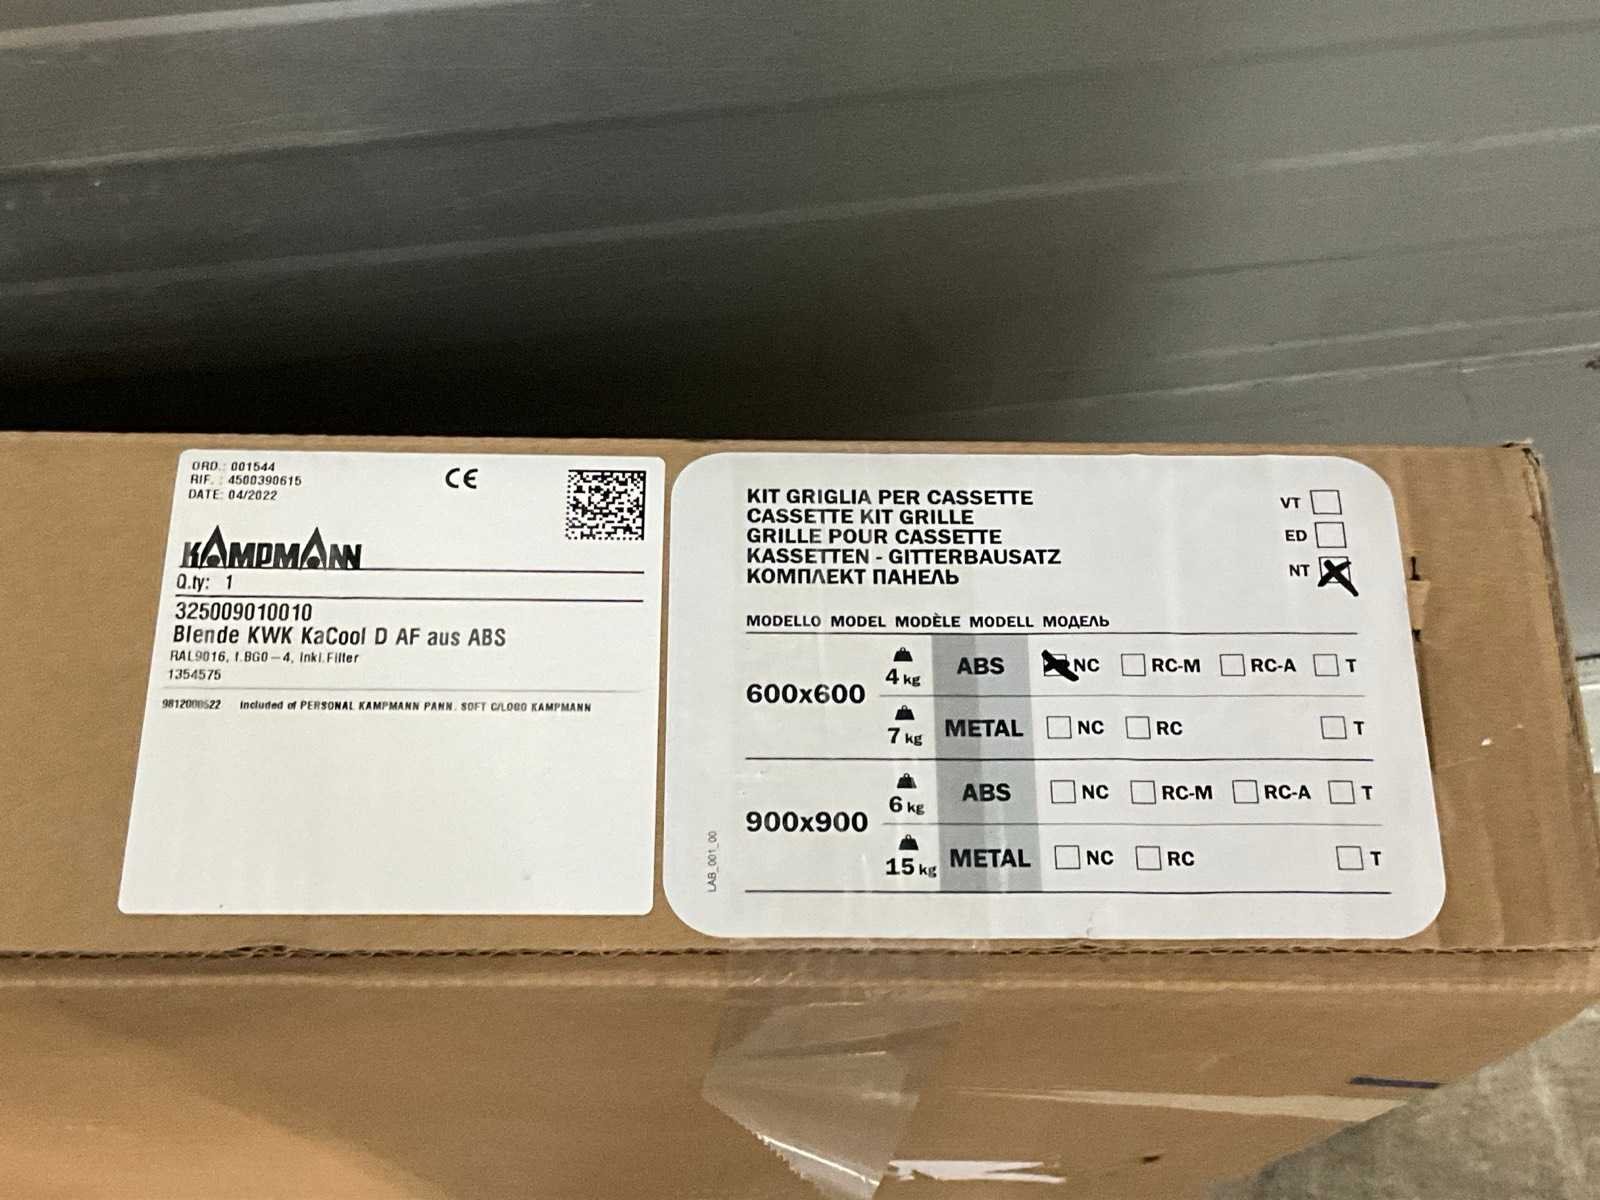 ORD.: 001544
RIF. : 4500390615
DATE: 04/2022
CE
KAMPMANN
Q.ty: 1
325009010010
Blende KWK KaCool D AF aus ABS
RAL9016, f.BG0-4, inkl.Filter
1354575
9812000522 Included of PERSONAL KAMPMANN PANN. SOFT C/LOGO KAMPMANN
KIT GRIGLIA PER CASSETTE
CASSETTE KIT GRILLE
GRILLE POUR CASSETTE
KASSETTEN - GITTERBAUSATZ
КОМПЛЕКТ ПАНЕЛЬ
VT
ED
NT
MODELLO MODEL MODÈLE MODELL МОДЕЛЬ
600x600
4 kg ABS NC RC-M RC-A T
7 kg METAL NC RC T
900x900
6 kg ABS NC RC-M RC-A T
15 kg METAL NC RC T
LAB_001_00